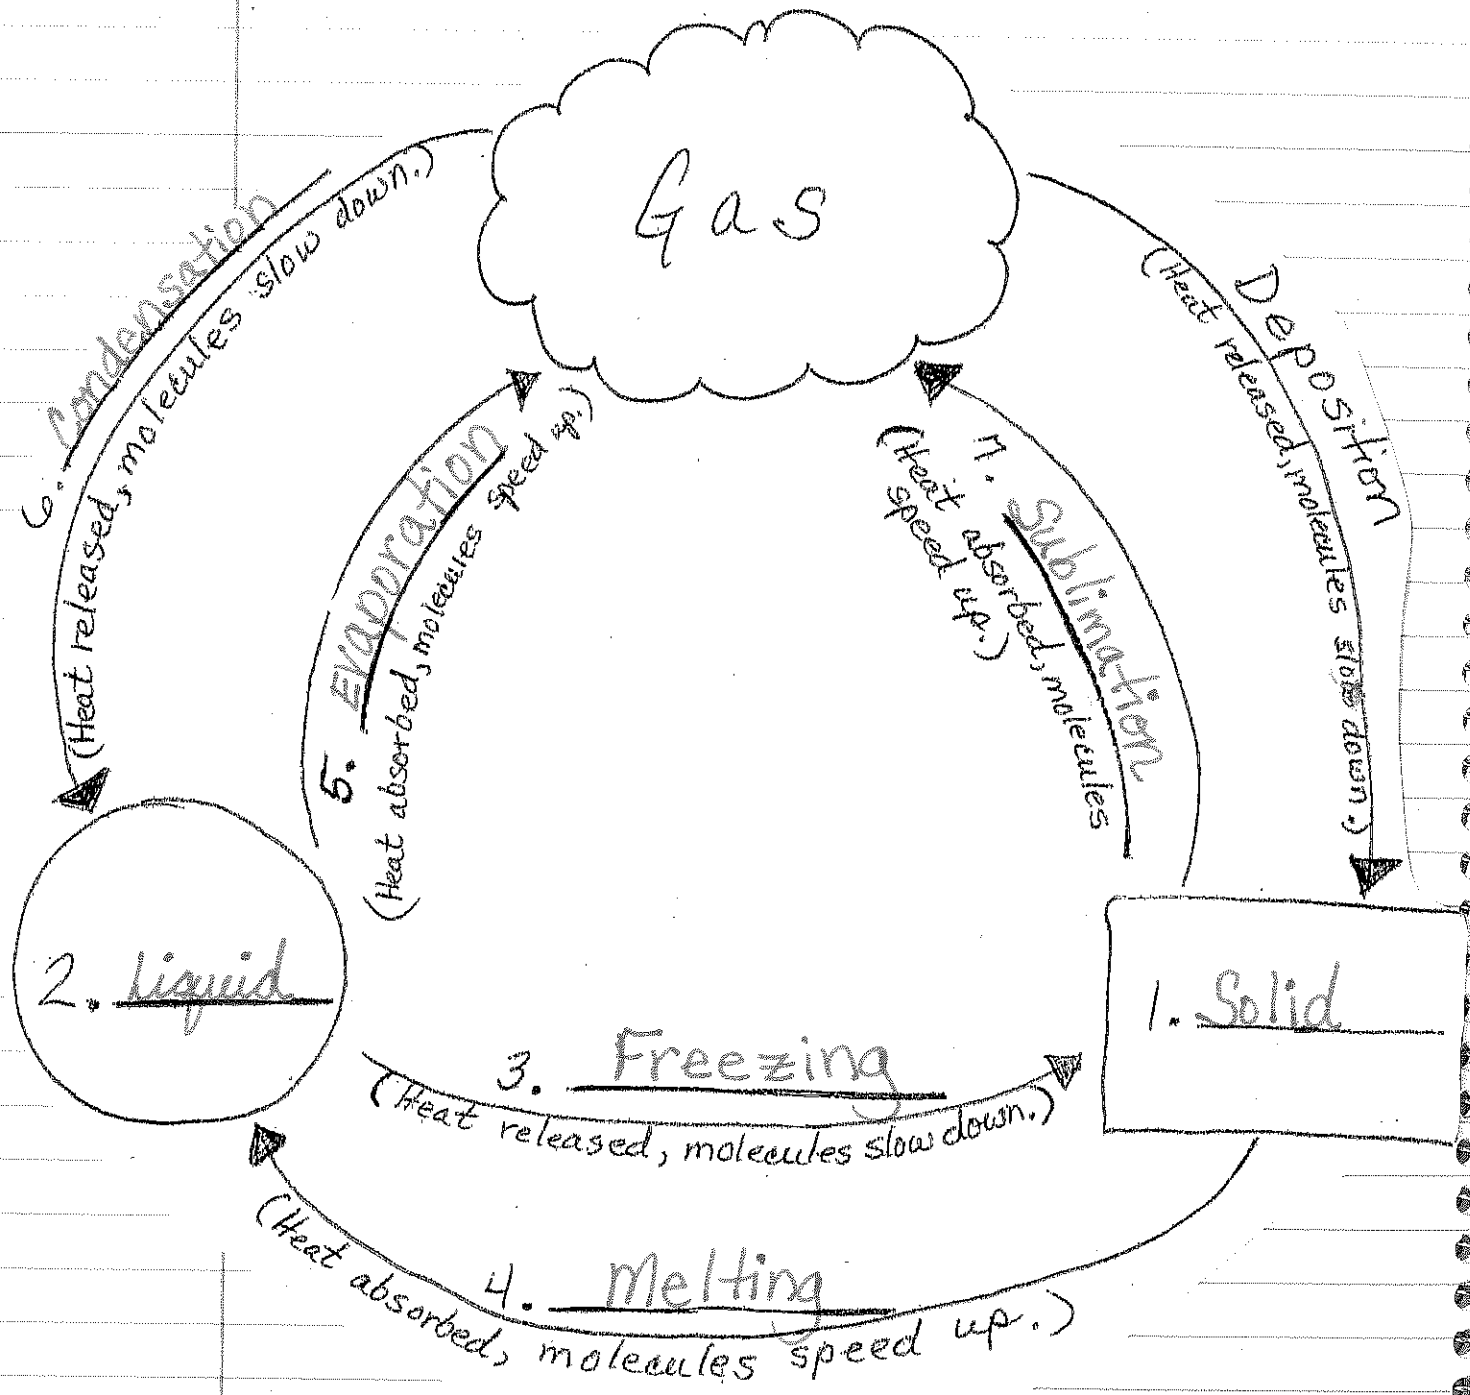 Gas
6. Condensation
(Heat released, molecules slow down.)
5. Evaporation
(Heat absorbed, molecules speed up.)
7. Sublimation
(Heat absorbed, molecules
speed up.)
Deposition
(Heat released, molecules slow down.)
2. Liquid
1. Solid
3. Freezing
(Heat released, molecules slow down.)
4. Melting
(Heat absorbed, molecules speed up.)